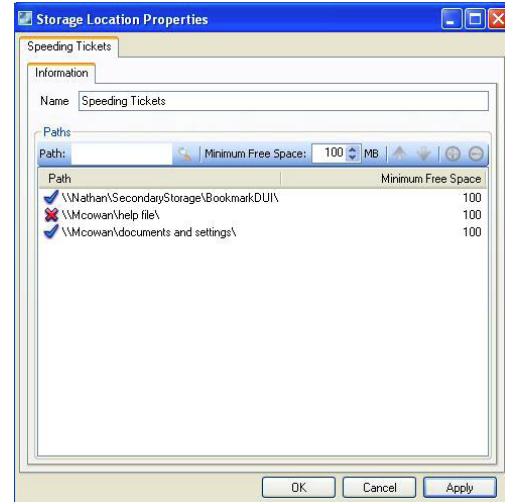 Storage Location Properties
Speeding Tickets
Information
Name Speeding Tickets
Paths
Path: Minimum Free Space: 100 MB
Path Minimum Free Space
\\Nathan\SecondaryStorage\BookmarkDUI\ 100
\\Mcowan\help file\ 100
\\Mcowan\documents and settings\ 100
OK Cancel Apply